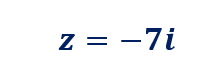 z = −7i